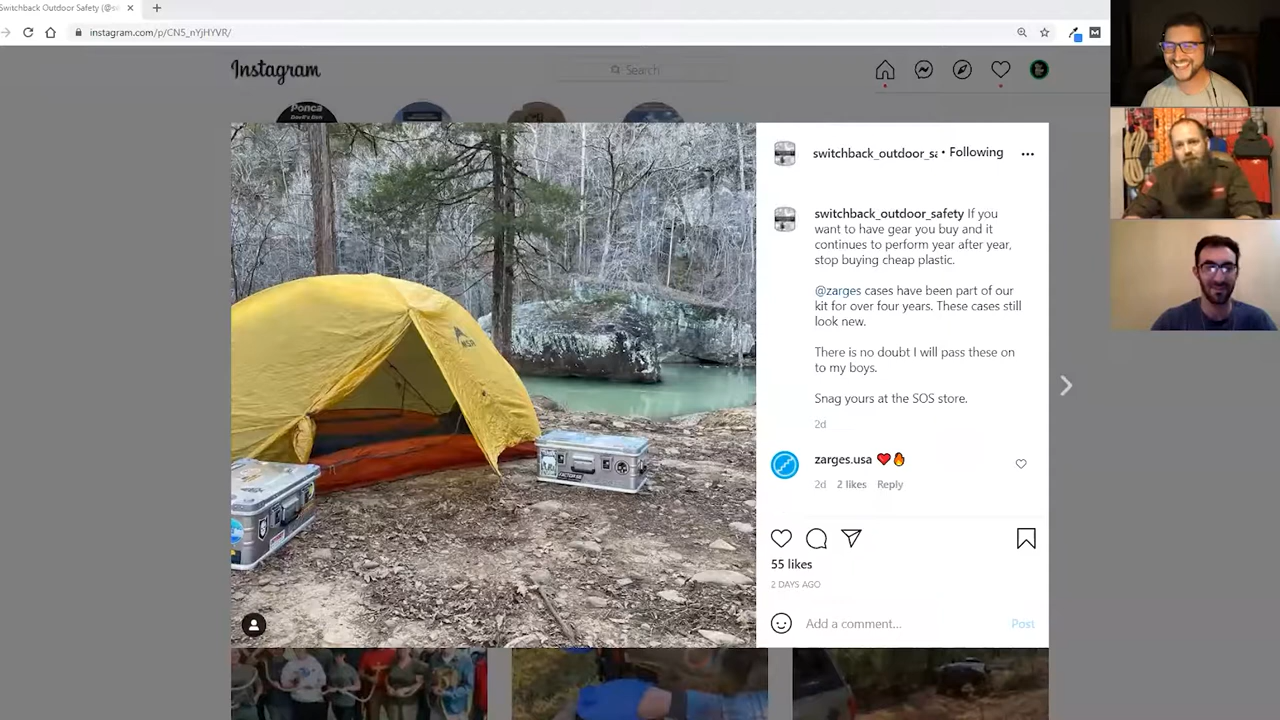 Switchback Outdoor Safety (@s
instagram.com/p/CN5_nYjHYVR/
Instagram
Search
Ponca
switchback_outdoor_sa • Following
switchback_outdoor_safety If you
want to have gear you buy and it
continues to perform year after year,
stop buying cheap plastic.
@zarges cases have been part of our
kit for over four years. These cases still
look new.
There is no doubt I will pass these on
to my boys.
Snag yours at the SOS store.
2d
zarges.usa ❤️🔥
2d 2 likes Reply
55 likes
2 DAYS AGO
Add a comment... Post
MSR